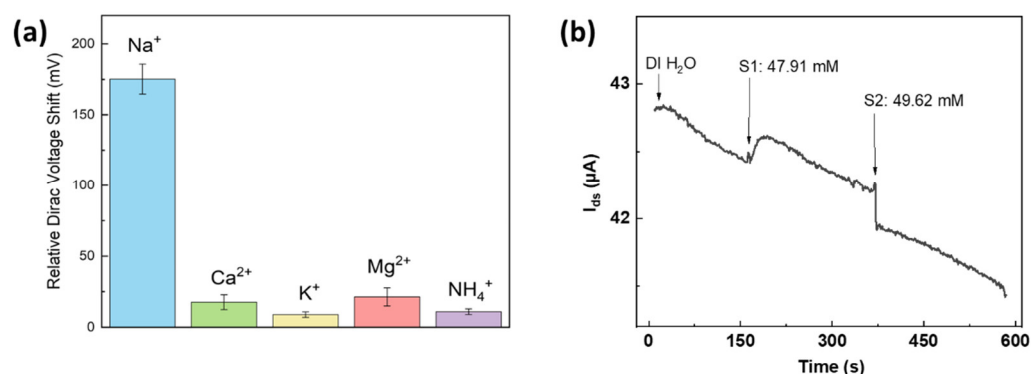 (a)
Relative Dirac Voltage Shift (mV)
200
150
100
50
0
Na⁺
Ca²⁺
K⁺
Mg²⁺
NH₄⁺
(b)
I_ds (µA)
43
42
DI H₂O
S1: 47.91 mM
S2: 49.62 mM
0 150 300 450 600
Time (s)